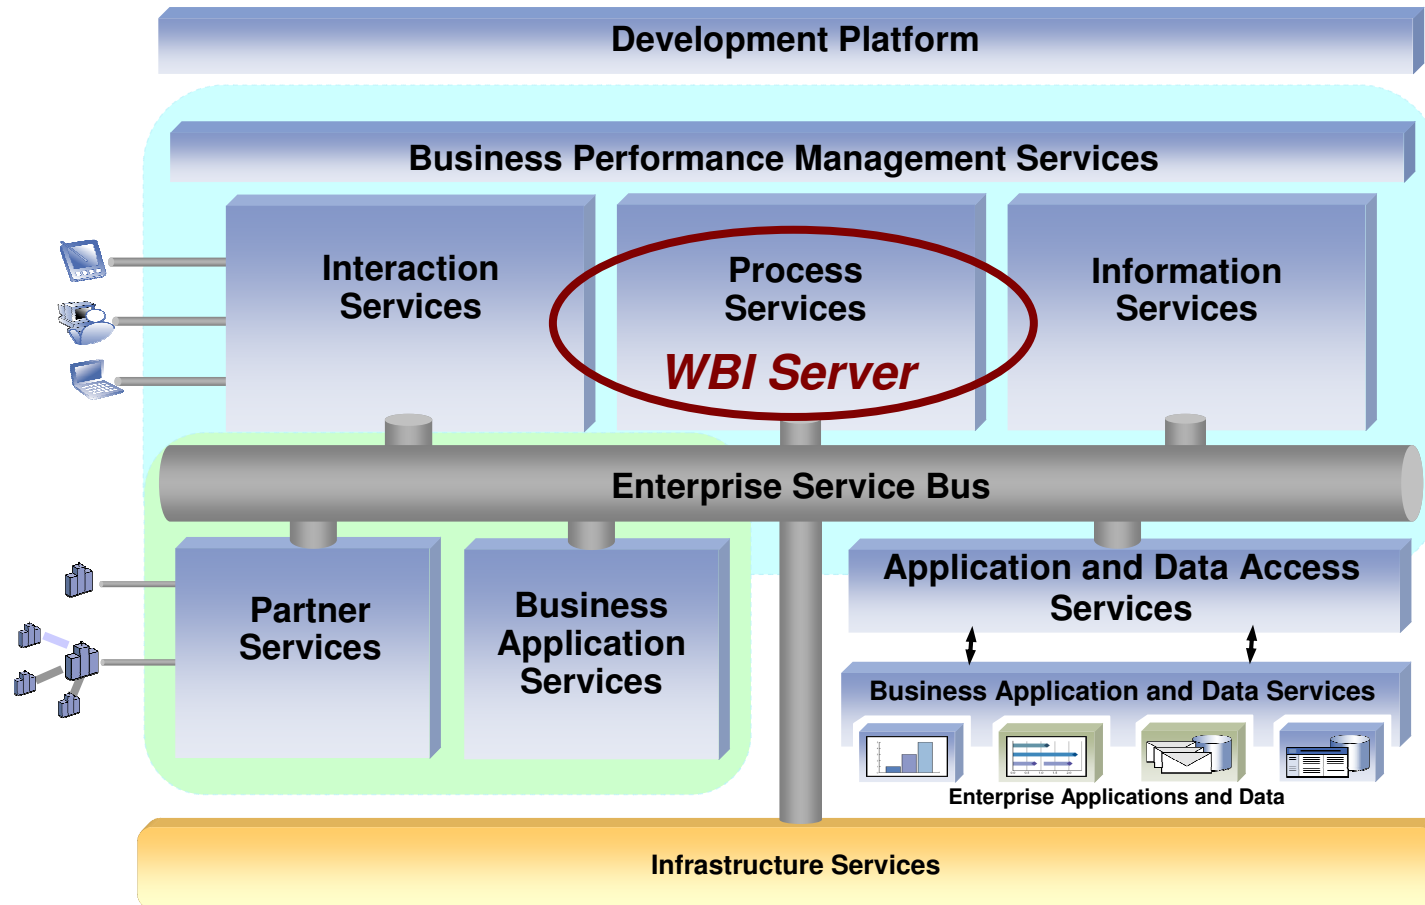 Development Platform
Business Performance Management Services
Interaction
Services
Process
Services
WBI Server
Information
Services
Enterprise Service Bus
Partner
Services
Business
Application
Services
Application and Data Access
Services
Business Application and Data Services
Enterprise Applications and Data
Infrastructure Services